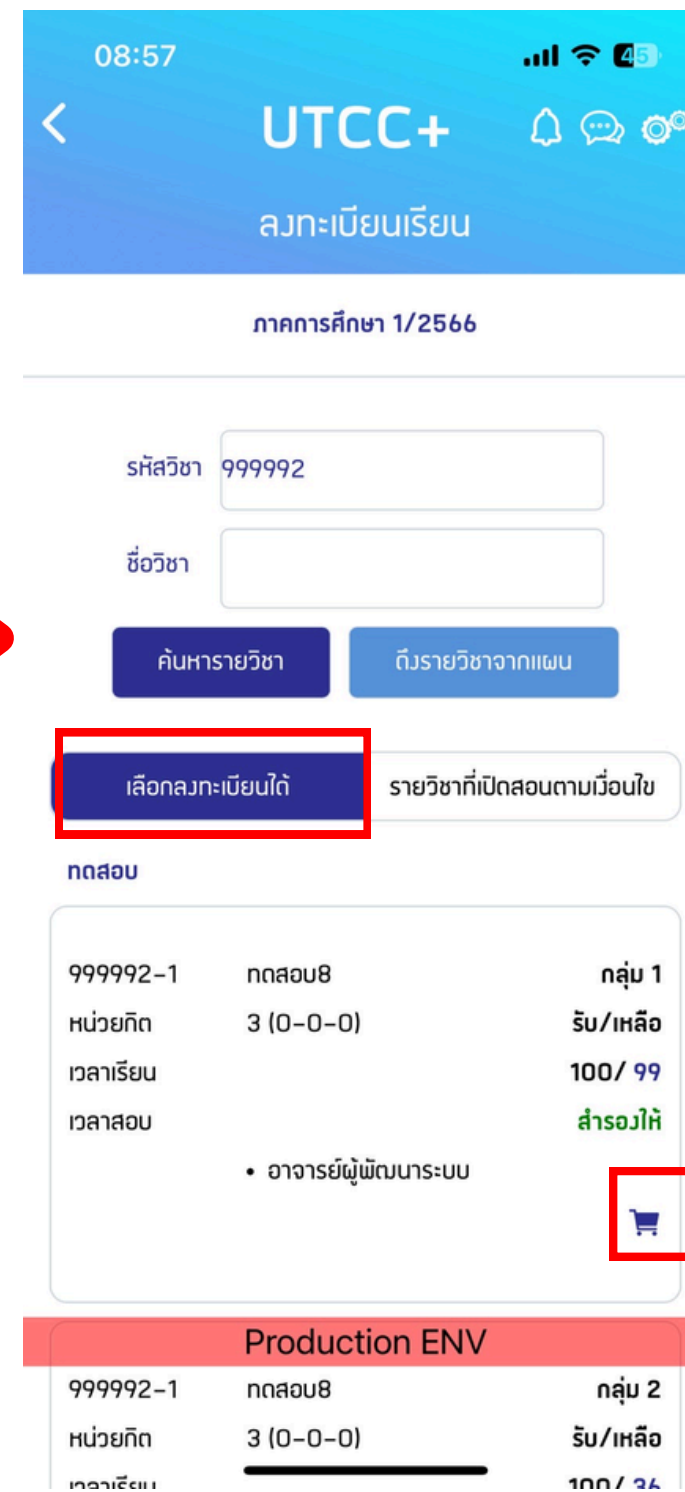 08:57 45
UTCC+
ลงทะเบียนเรียน
ภาคการศึกษา 1/2566
รหัสวิชา 999992
ชื่อวิชา
ค้นหารายวิชา ดึงรายวิชาจากแผน
เลือกลงทะเบียนได้ รายวิชาที่เปิดสอนตามเงื่อนไข
ทดสอบ
999992-1 ทดสอบ8 กลุ่ม 1
หน่วยกิต 3 (0-0-0) รับ/เหลือ
เวลาเรียน 100/ 99
เวลาสอบ สำรองให้
• อาจารย์ผู้พัฒนาระบบ
Production ENV
999992-1 ทดสอบ8 กลุ่ม 2
หน่วยกิต 3 (0-0-0) รับ/เหลือ
เวลาเรียน 100/ 36